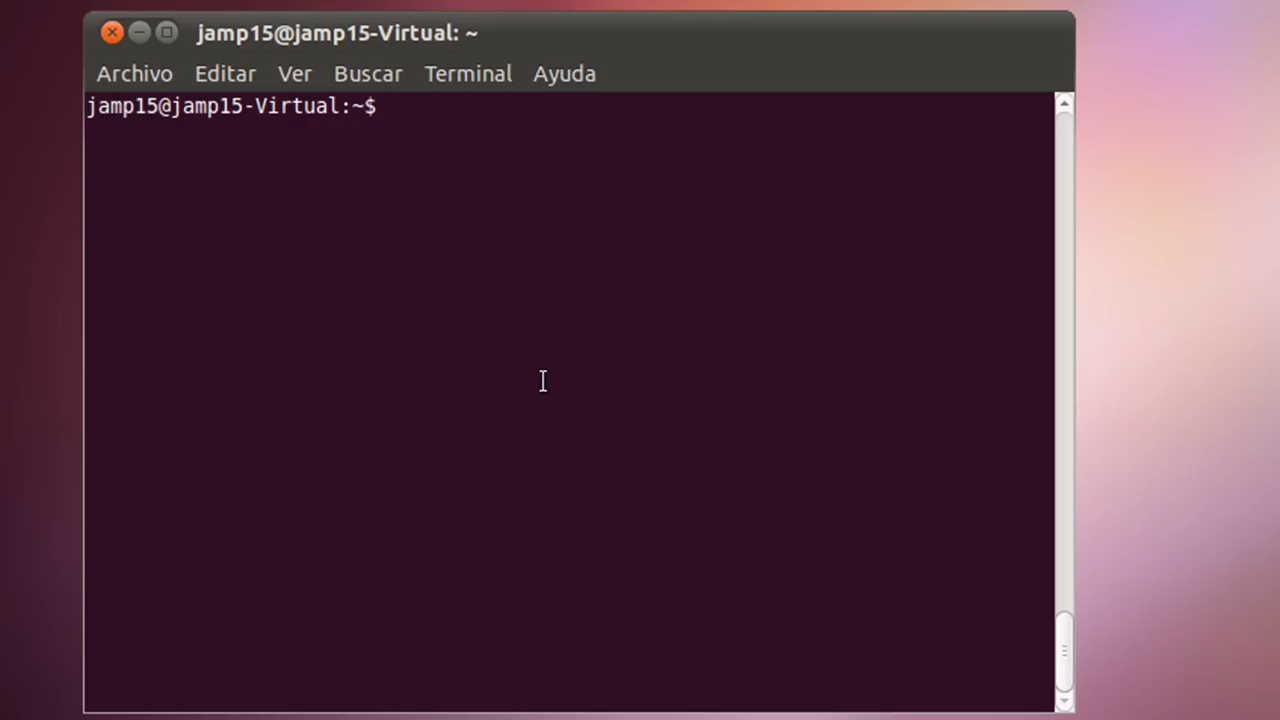 jamp15@jamp15-Virtual: ~
Archivo Editar Ver Buscar Terminal Ayuda
jamp15@jamp15-Virtual:~$